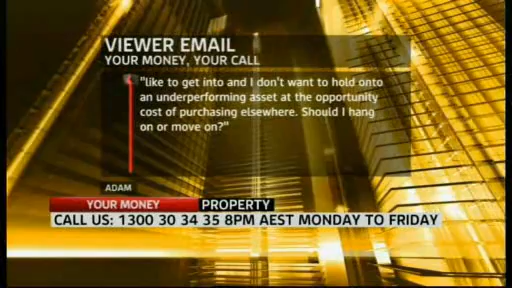 VIEWER EMAIL
YOUR MONEY, YOUR CALL
"like to get into and I don't want to hold onto
an underperforming asset at the opportunity
cost of purchasing elsewhere. Should I hang
on or move on?"
ADAM
YOUR MONEY PROPERTY
CALL US: 1300 30 34 35 8PM AEST MONDAY TO FRIDAY